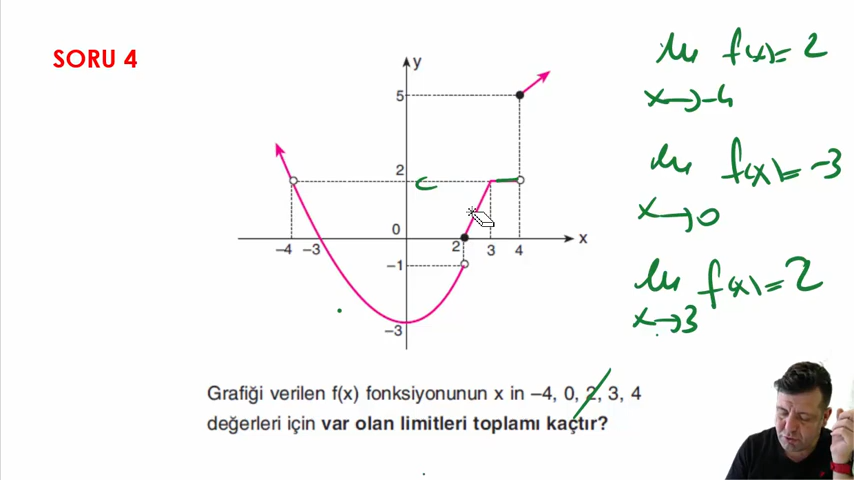 SORU 4
y
5
2
C
0
x
−4 −3 2 3 4
−1
−3
lim f(x) = 2
x→−4
lim f(x) = −3
x→0
lim f(x) = 2
x→3
Grafiği verilen f(x) fonksiyonunun x in −4, 0, 2, 3, 4
değerleri için var olan limitleri toplamı kaçtır?